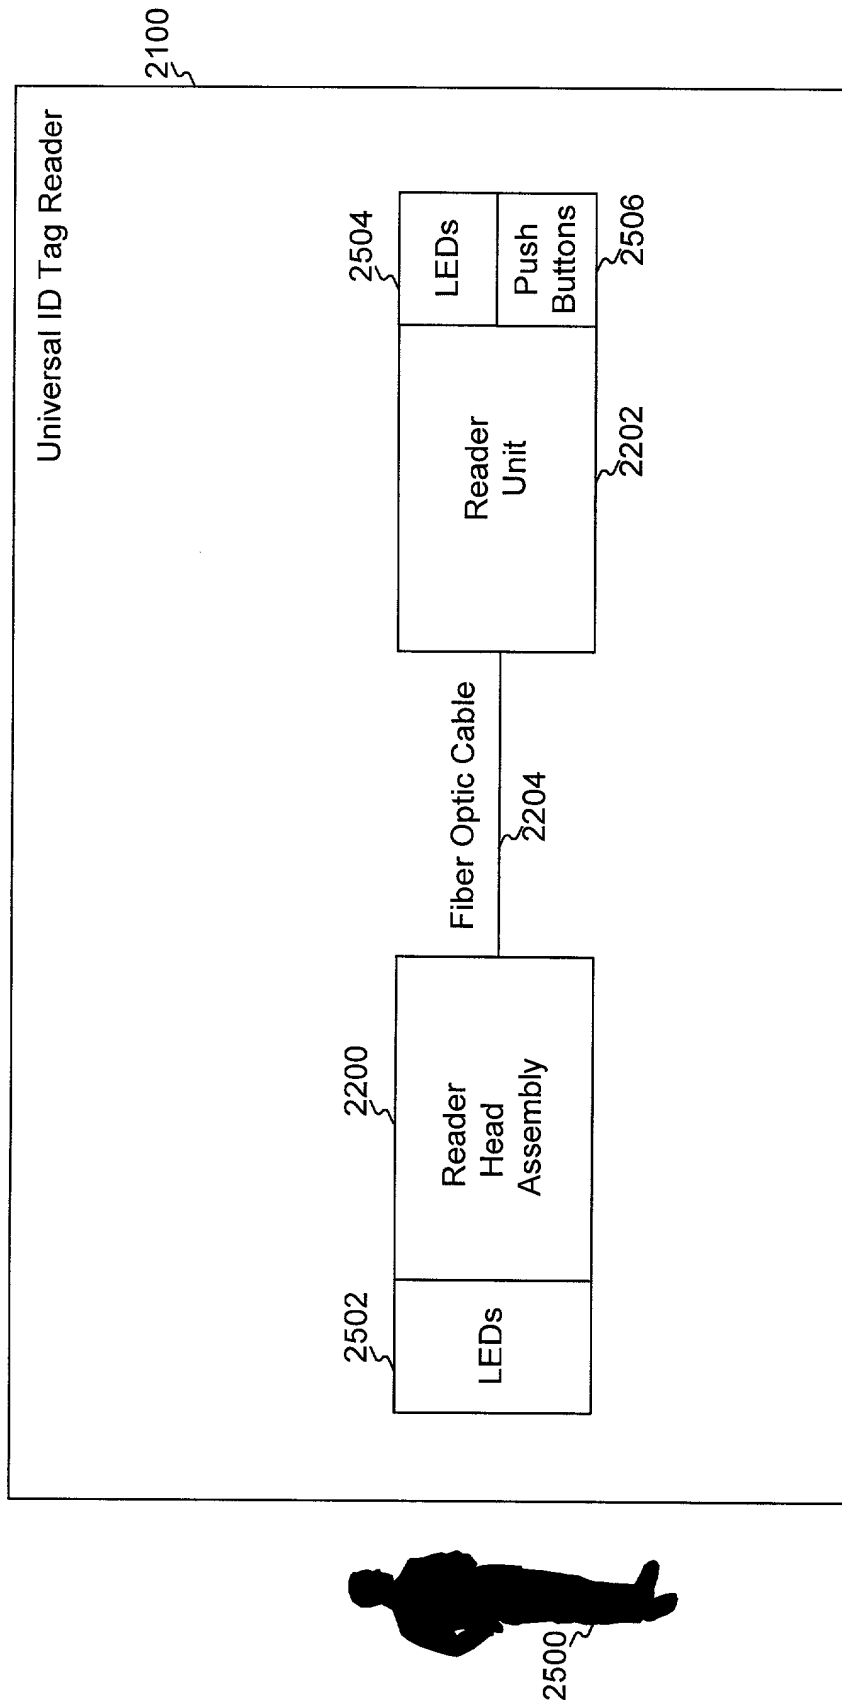 Universal ID Tag Reader
2100
2502
2200
2504
LEDs
Reader
Head
Assembly
Fiber Optic Cable
2204
Reader
Unit
LEDs
Push
Buttons
2202
2506
2500